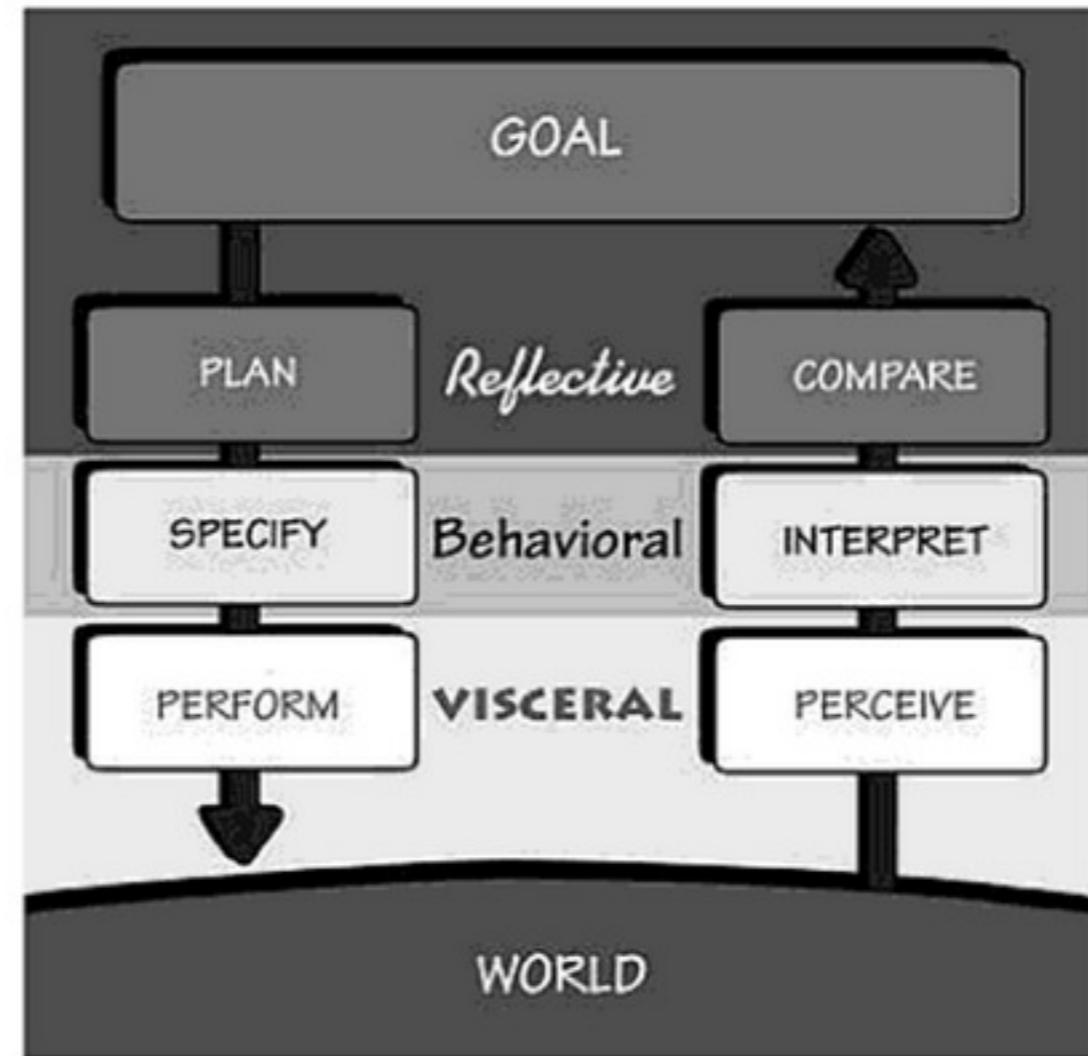 GOAL
PLAN
Reflective
COMPARE
SPECIFY
Behavioral
INTERPRET
PERFORM
VISCERAL
PERCEIVE
WORLD